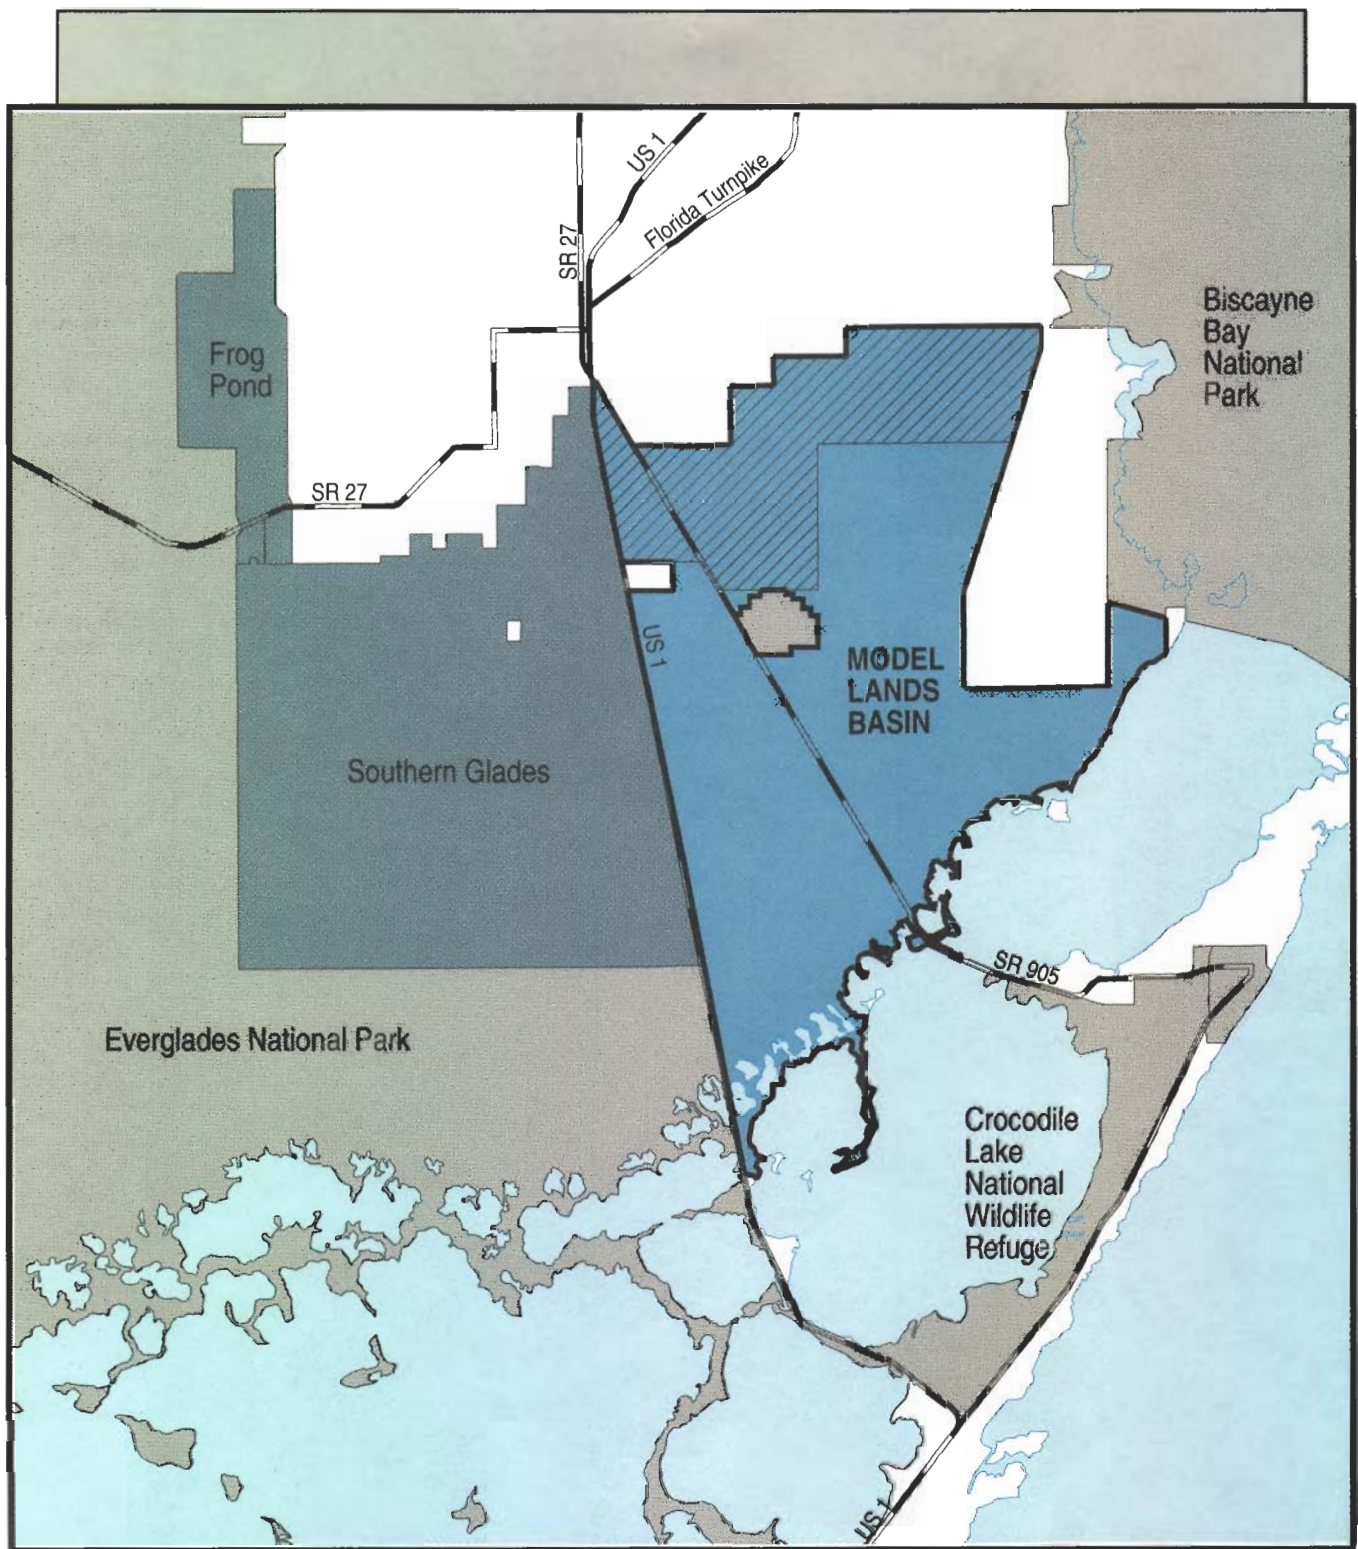 US 1
Florida Turnpike
SR 27
Biscayne
Bay
National
Park
Frog
Pond
SR 27
US 1
MODEL
LANDS
BASIN
Southern Glades
SR 905
Everglades National Park
Crocodile
Lake
National
Wildlife
Refuge
US 1